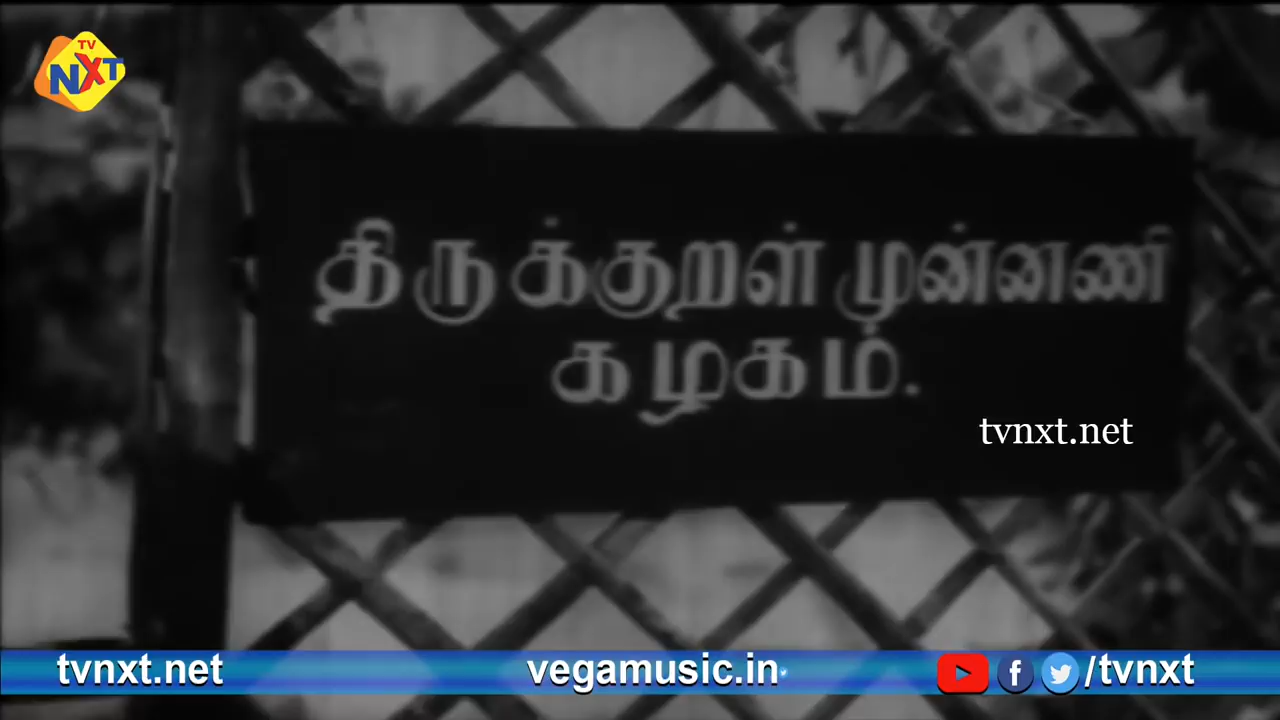 TV
NXT
திருக்குறள் முன்னணி
கழகம்.
tvnxt.net
tvnxt.net
vegamusic.in
/tvnxt